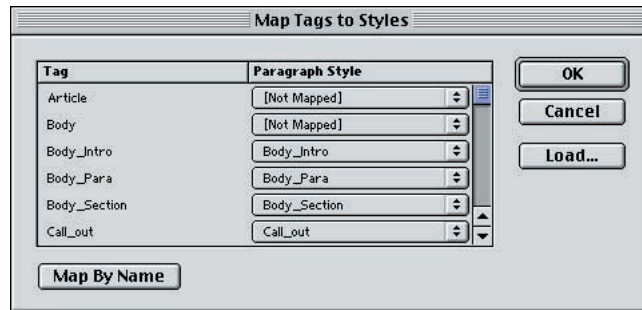 Map Tags to Styles
Tag Paragraph Style
Article [Not Mapped]
Body [Not Mapped]
Body_Intro Body_Intro
Body_Para Body_Para
Body_Section Body_Section
Call_out Call_out
OK
Cancel
Load...
Map By Name